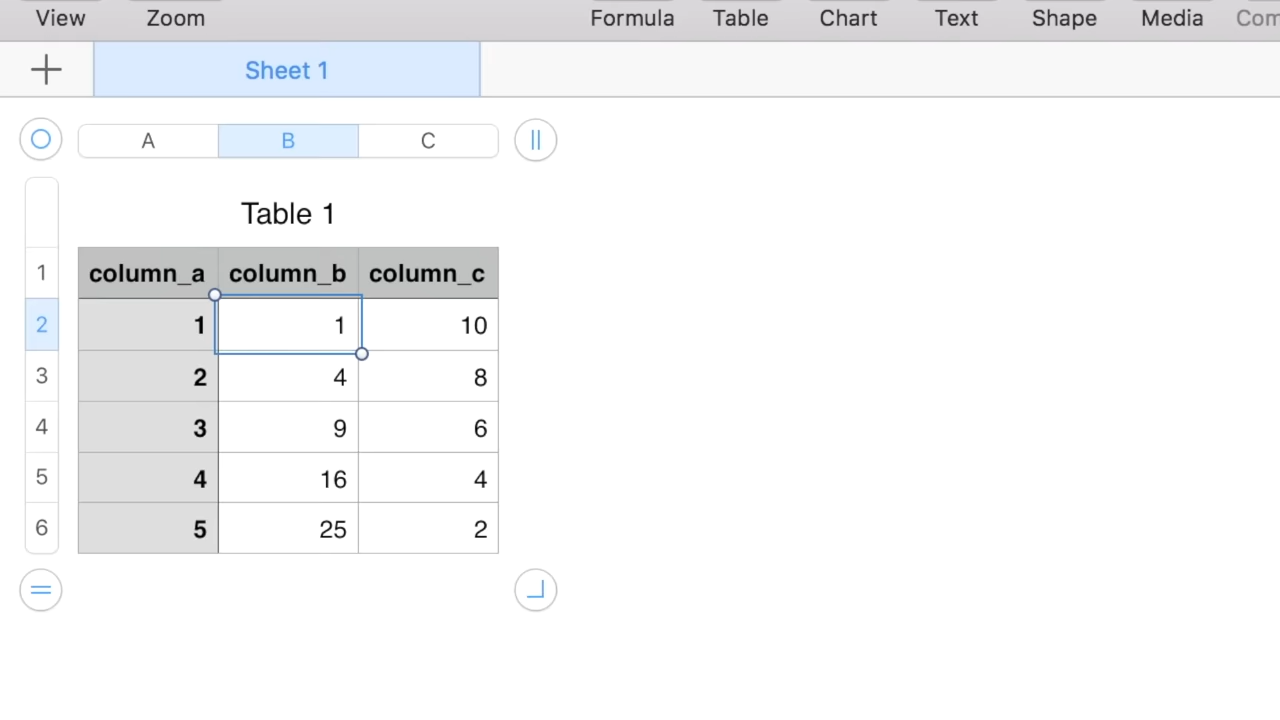 View Zoom Formula Table Chart Text Shape Media
Sheet 1
A B C
Table 1
1 column_a column_b column_c
2 1 1 10
3 2 4 8
4 3 9 6
5 4 16 4
6 5 25 2